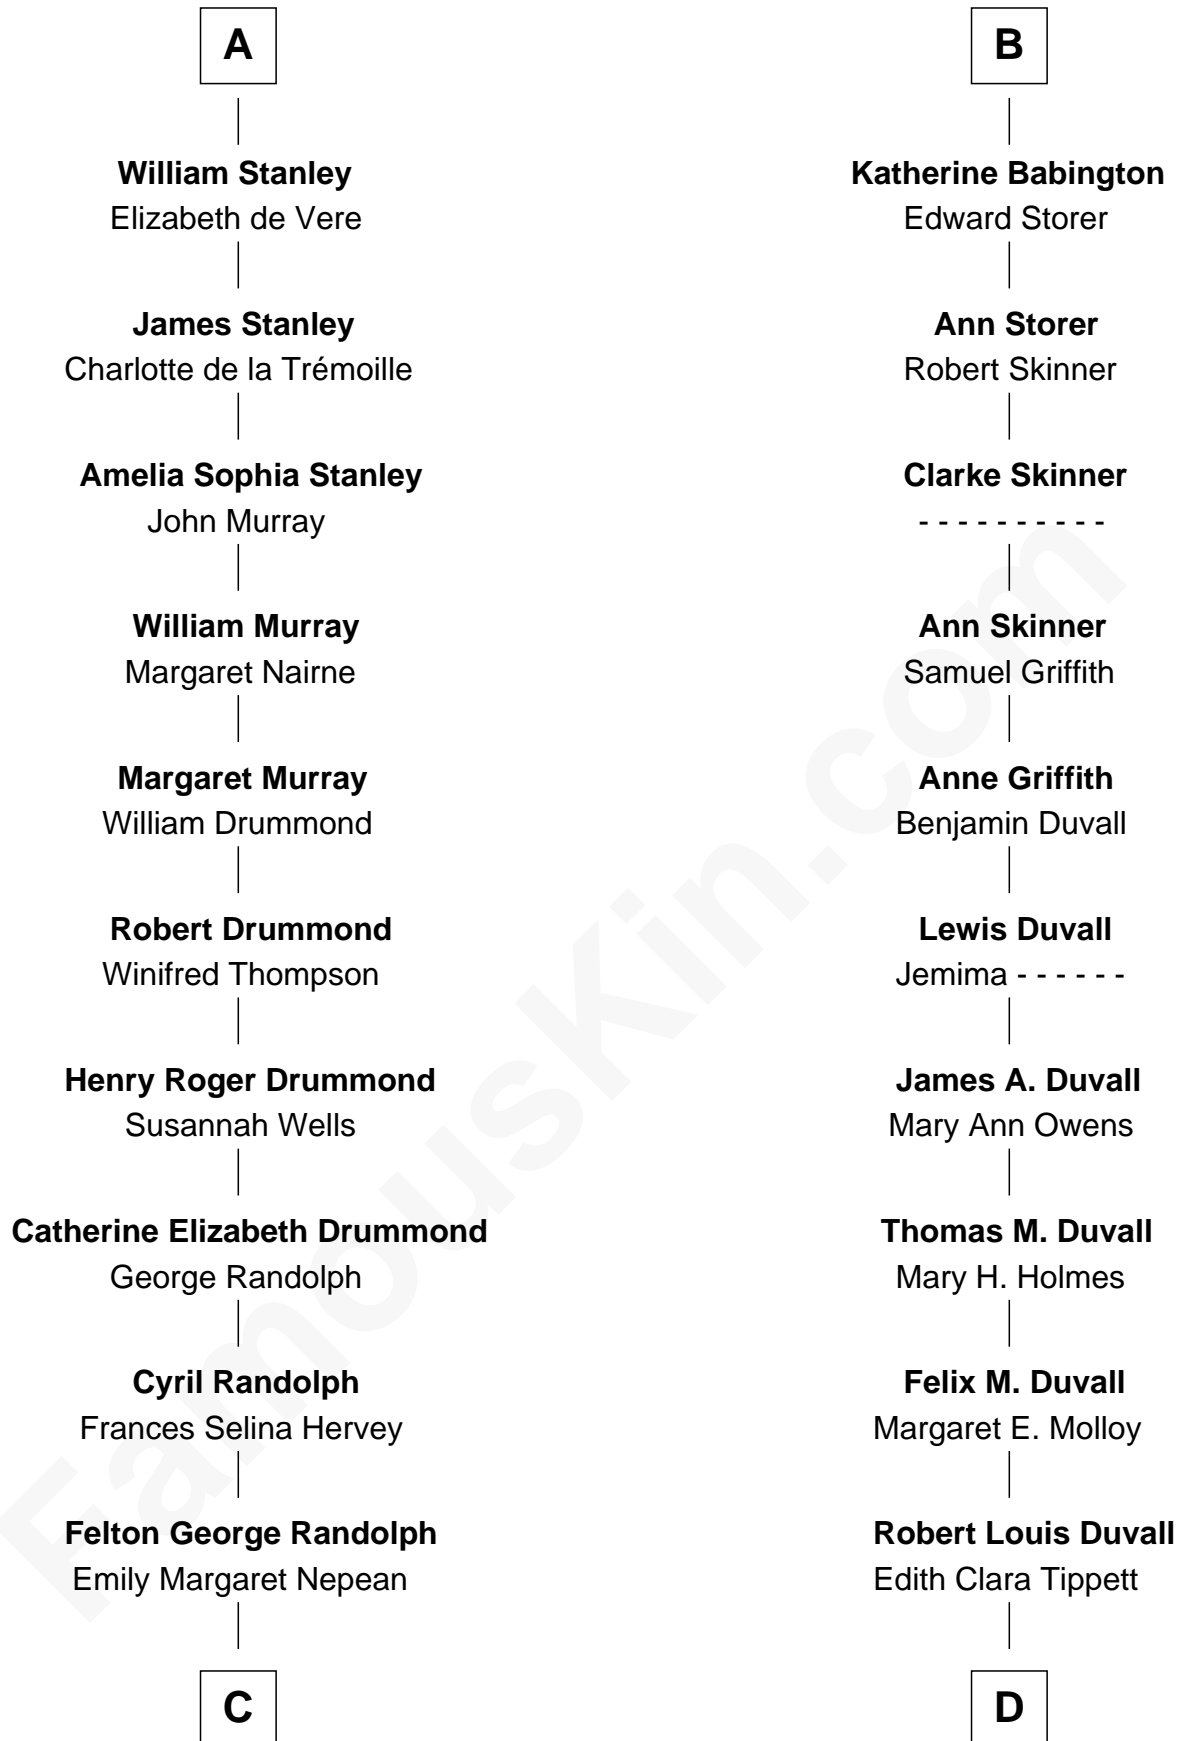 A
William Stanley
Elizabeth de Vere
James Stanley
Charlotte de la Trémoille
Amelia Sophia Stanley
John Murray
William Murray
Margaret Nairne
Margaret Murray
William Drummond
Robert Drummond
Winifred Thompson
Henry Roger Drummond
Susannah Wells
Catherine Elizabeth Drummond
George Randolph
Cyril Randolph
Frances Selina Hervey
Felton George Randolph
Emily Margaret Nepean
C
B
Katherine Babington
Edward Storer
Ann Storer
Robert Skinner
Clarke Skinner
- - - - - - - - - -
Ann Skinner
Samuel Griffith
Anne Griffith
Benjamin Duvall
Lewis Duvall
Jemima - - - - - -
James A. Duvall
Mary Ann Owens
Thomas M. Duvall
Mary H. Holmes
Felix M. Duvall
Margaret E. Molloy
Robert Louis Duvall
Edith Clara Tippett
D
FamousKin.com